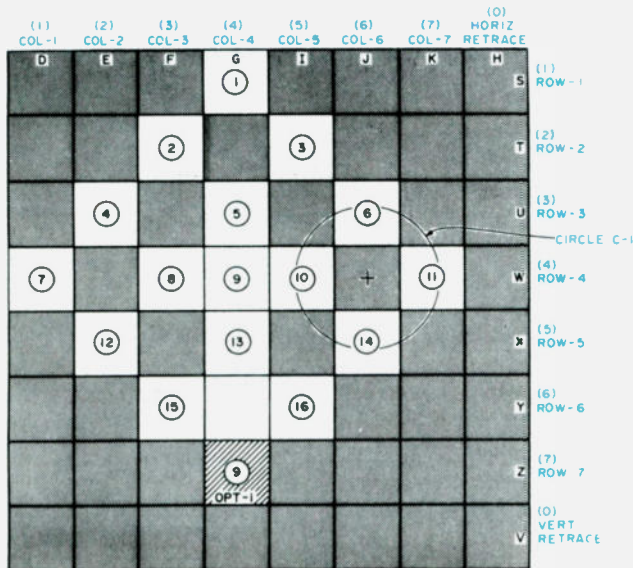 (1) (2) (3) (4) (5) (6) (7) (0)
COL-1 COL-2 COL-3 COL-4 COL-5 COL-6 COL-7 HORIZ RETRACE
D E F G I J K H
1 S (1) ROW-1
2 3 T (2) ROW-2
4 5 6 U (3) ROW-3
CIRCLE
7 8 9 10 + 11 W (4) ROW-4
12 13 14 X (5) ROW-5
15 16 Y (6) ROW-6
9 Z (7) ROW 7
OPT-1
V (0) VERT RETRACE